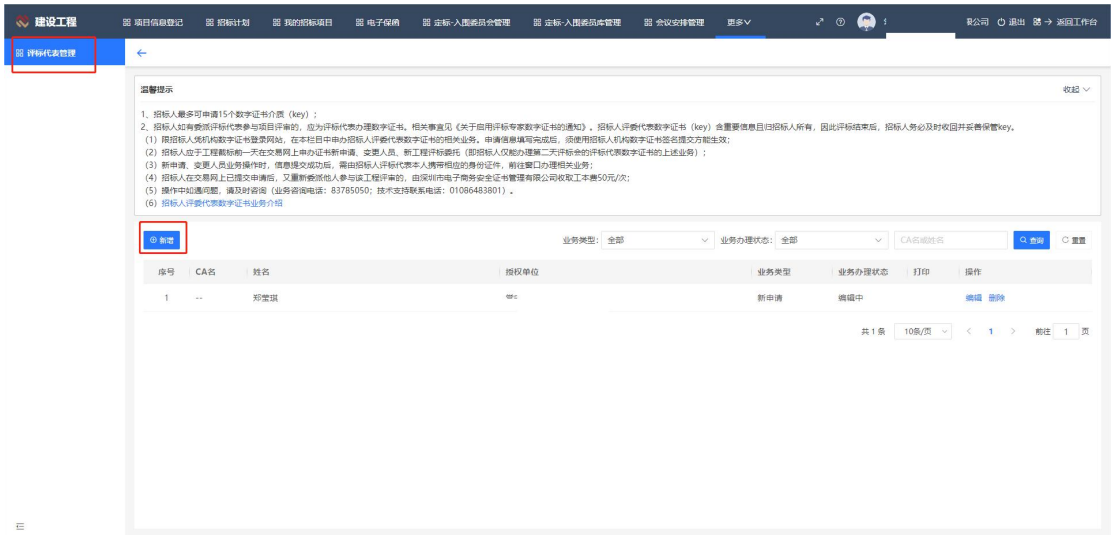 建设工程 项目信息登记 招标计划 我的招标项目 电子保函 定标-入围委员会管理 定标-入围委员库管理 会议安排管理 更多 限公司 退出 返回工作台
评标代表管理
温馨提示 收起
1、招标人最多可申请15个数字证书介质（key）；
2、招标人如有委派评标代表参与项目评审的，应为评标代表办理数字证书。相关事宜见《关于启用评标专家数字证书的通知》。招标人评委代表数字证书（key）含重要信息且归招标人所有，因此评标结束后，招标人务必及时收回并妥善保管key。
（1）限招标人凭机构数字证书登录网站，在本栏目中申办招标人评委代表数字证书的相关业务。申请信息填写完成后，须使用招标人机构数字证书签名提交方能生效；
（2）招标人应于工程截标前一天在交易网上申办证书新申请、变更人员、新工程评标委托（即招标人仅能办理第二天评标会的评标代表数字证书的上述业务）；
（3）新申请、变更人员业务操作时，信息提交成功后，需由招标人评标代表本人携带相应的身份证件，前往窗口办理相关业务；
（4）招标人在交易网上已提交申请后，又重新委派他人参与该工程评审的，由深圳市电子商务安全证书管理有限公司收取工本费50元/次；
（5）操作中如遇问题，请及时咨询（业务咨询电话：83785050；技术支持联系电话：01086483801）。
（6）招标人评委代表数字证书业务介绍
新增 业务类型：全部 业务办理状态：全部 CA名或姓名 查询 重置
序号 CA名 姓名 授权单位 业务类型 业务办理状态 打印 操作
1 -- 郑莹琪 新申请 编辑中 编辑 删除
共 1 条 10条/页 < 1 > 前往 1 页